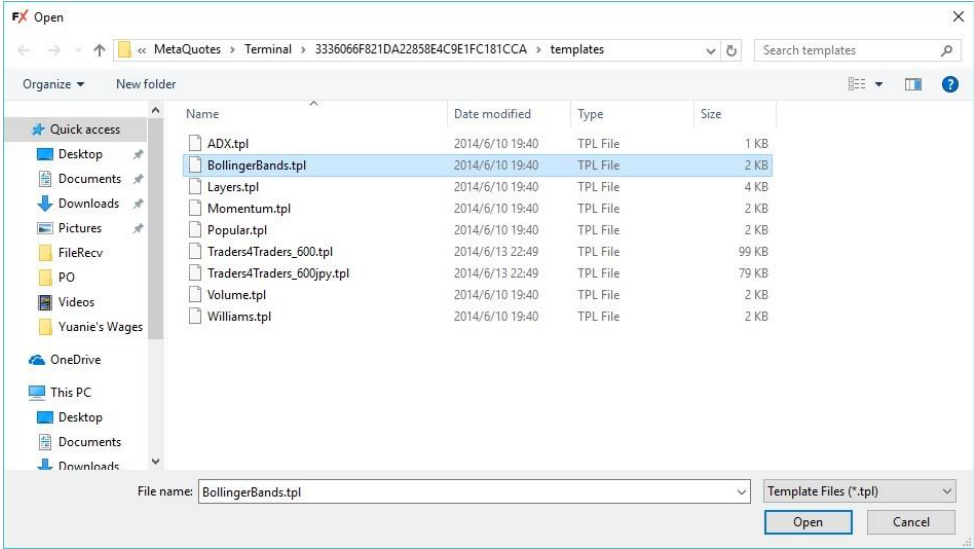 FX Open
« MetaQuotes › Terminal › 3336066F821DA22858E4C9E1FC181CCA › templates
Search templates
Organize
New folder
Name Date modified Type Size
Quick access
Desktop
Documents
Downloads
Pictures
FileRecv
PO
Videos
Yuanie's Wages
OneDrive
This PC
Desktop
Documents
Downloads
ADX.tpl 2014/6/10 19:40 TPL File 1 KB
BollingerBands.tpl 2014/6/10 19:40 TPL File 2 KB
Layers.tpl 2014/6/10 19:40 TPL File 4 KB
Momentum.tpl 2014/6/10 19:40 TPL File 2 KB
Popular.tpl 2014/6/10 19:40 TPL File 2 KB
Traders4Traders_600.tpl 2014/6/13 22:49 TPL File 99 KB
Traders4Traders_600jpy.tpl 2014/6/13 22:49 TPL File 79 KB
Volume.tpl 2014/6/10 19:40 TPL File 2 KB
Williams.tpl 2014/6/10 19:40 TPL File 2 KB
File name: BollingerBands.tpl
Template Files (*.tpl)
Open Cancel